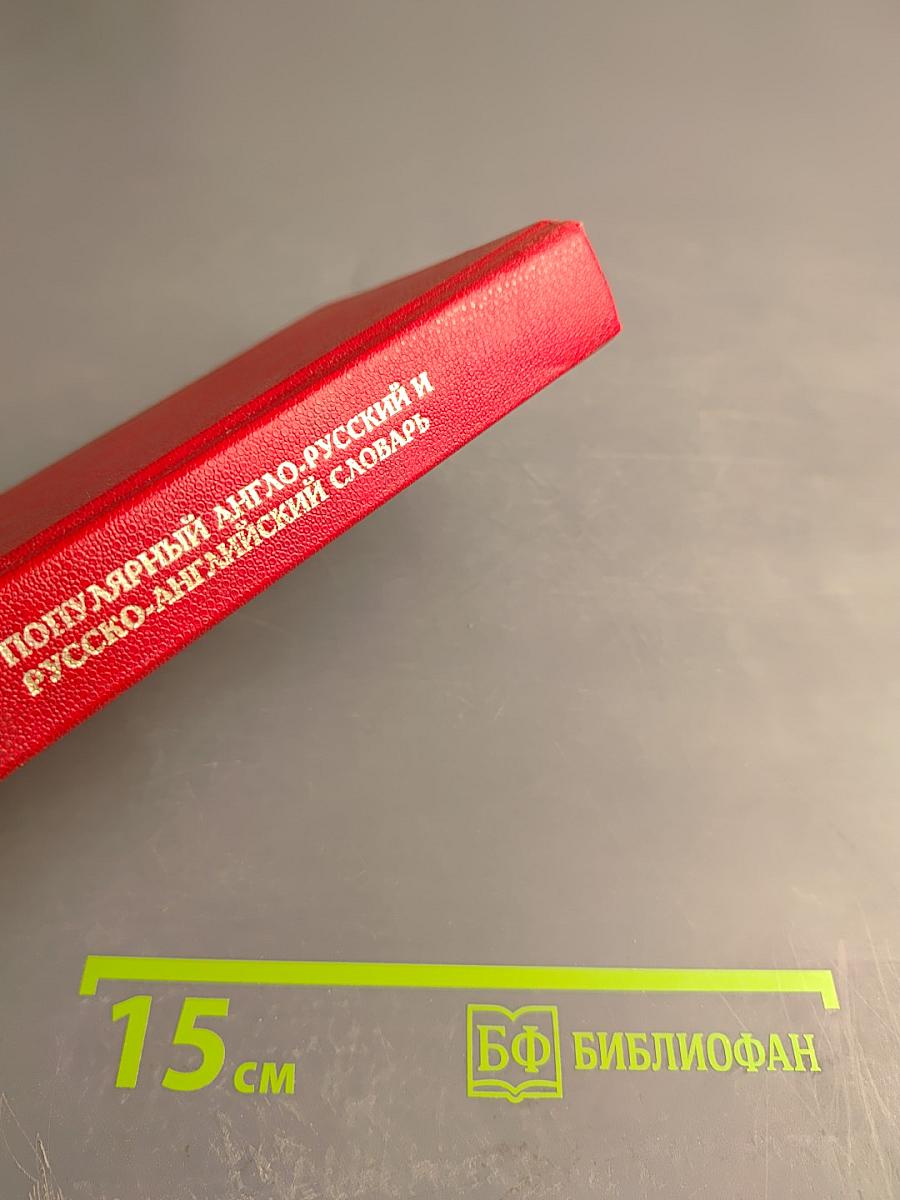 ПОПУЛЯРНЫЙ АНГЛО-РУССКИЙ И
РУССКО-АНГЛИЙСКИЙ СЛОВАРЬ
15 см
БФ БИБЛИОФАН